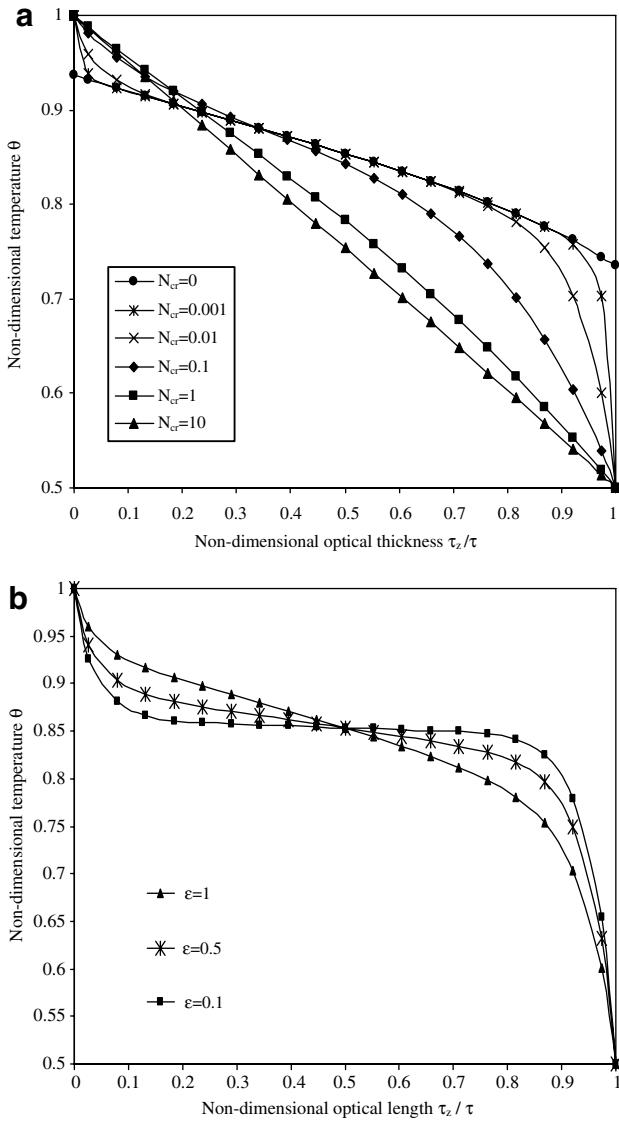 a
1
0.9
0.8
0.7
0.6
0.5
Non-dimensional temperature θ
N_cr=0
N_cr=0.001
N_cr=0.01
N_cr=0.1
N_cr=1
N_cr=10
0 0.1 0.2 0.3 0.4 0.5 0.6 0.7 0.8 0.9 1
Non-dimensional optical thickness τ_z/τ
b
1
0.95
0.9
0.85
0.8
0.75
0.7
0.65
0.6
0.55
0.5
Non-dimensional temperature θ
ε=1
ε=0.5
ε=0.1
0 0.1 0.2 0.3 0.4 0.5 0.6 0.7 0.8 0.9 1
Non-dimensional optical length τ_z / τ